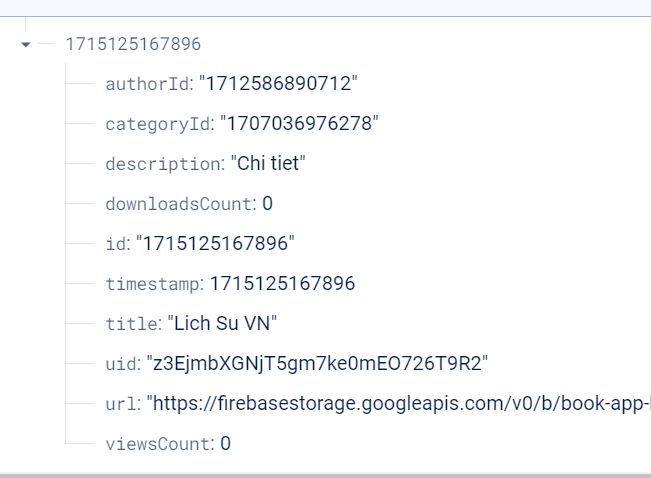 1715125167896
authorId: "1712586890712"
categoryId: "1707036976278"
description: "Chi tiet"
downloadsCount: 0
id: "1715125167896"
timestamp: 1715125167896
title: "Lich Su VN"
uid: "z3EjmbXGNjT5gm7ke0mEO726T9R2"
url: "https://firebasestorage.googleapis.com/v0/b/book-app-
viewsCount: 0